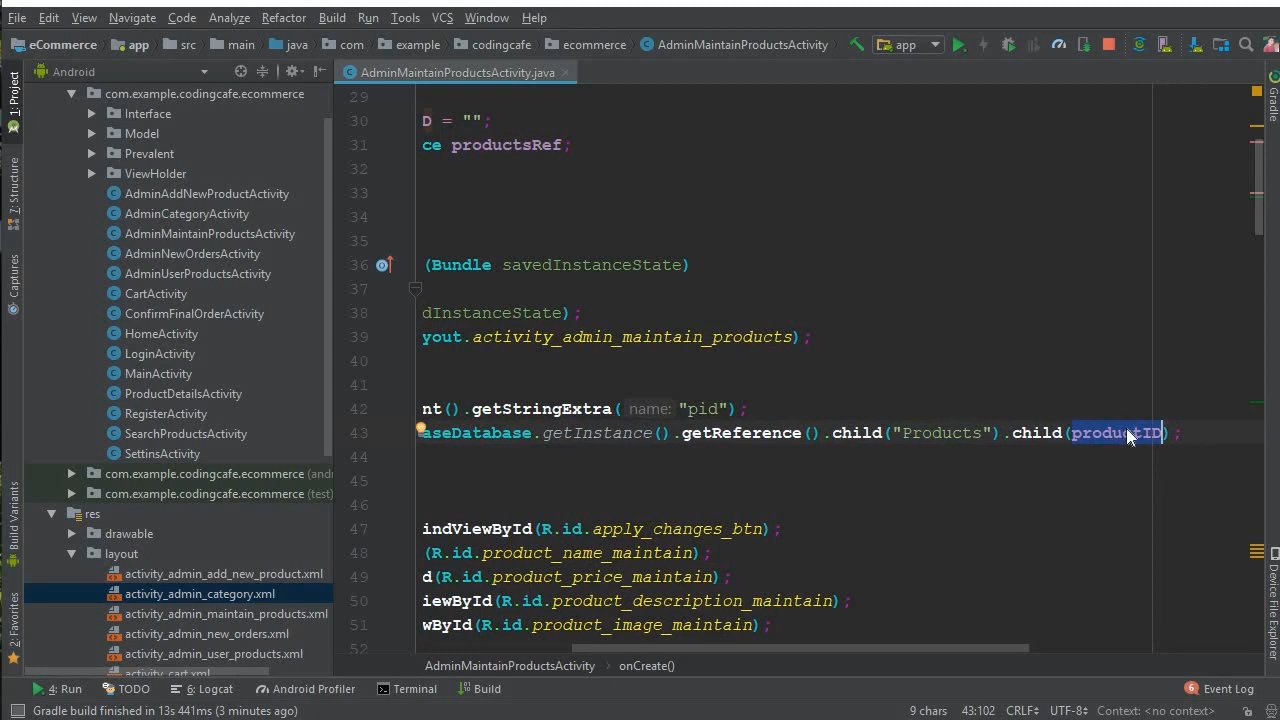 File Edit View Navigate Code Analyze Refactor Build Run Tools VCS Window Help
eCommerce app src main java com example codingcafe ecommerce AdminMaintainProductsActivity app
Android
AdminMaintainProductsActivity.java
1: Project
7: Structure
Captures
Build Variants
2: Favorites
com.example.codingcafe.ecommerce
Interface
Model
Prevalent
ViewHolder
AdminAddNewProductActivity
AdminCategoryActivity
AdminMaintainProductsActivity
AdminNewOrdersActivity
AdminUserProductsActivity
CartActivity
ConfirmFinalOrderActivity
HomeActivity
LoginActivity
MainActivity
ProductDetailsActivity
RegisterActivity
SearchProductsActivity
SettinsActivity
com.example.codingcafe.ecommerce (and
com.example.codingcafe.ecommerce (test)
res
drawable
layout
activity_admin_add_new_product.xml
activity_admin_category.xml
activity_admin_maintain_products.xml
activity_admin_new_orders.xml
activity_admin_user_products.xml
activity_cart.xml
29
30 D = "";
31 ce productsRef;
32
33
34
35
36 (Bundle savedInstanceState)
37
38 dInstanceState);
39 yout.activity_admin_maintain_products);
40
41
42 nt().getStringExtra( name: "pid");
43 aseDatabase.getInstance().getReference().child("Products").child(productID);
44
45
46
47 indViewById(R.id.apply_changes_btn);
48 (R.id.product_name_maintain);
49 d(R.id.product_price_maintain);
50 iewById(R.id.product_description_maintain);
51 wById(R.id.product_image_maintain);
52
AdminMaintainProductsActivity onCreate()
Gradle
Device File Explorer
4: Run TODO 6: Logcat Android Profiler Terminal Build 6 Event Log
Gradle build finished in 13s 441ms (3 minutes ago) 9 chars 43:102 CRLF UTF-8 Context: <no context>